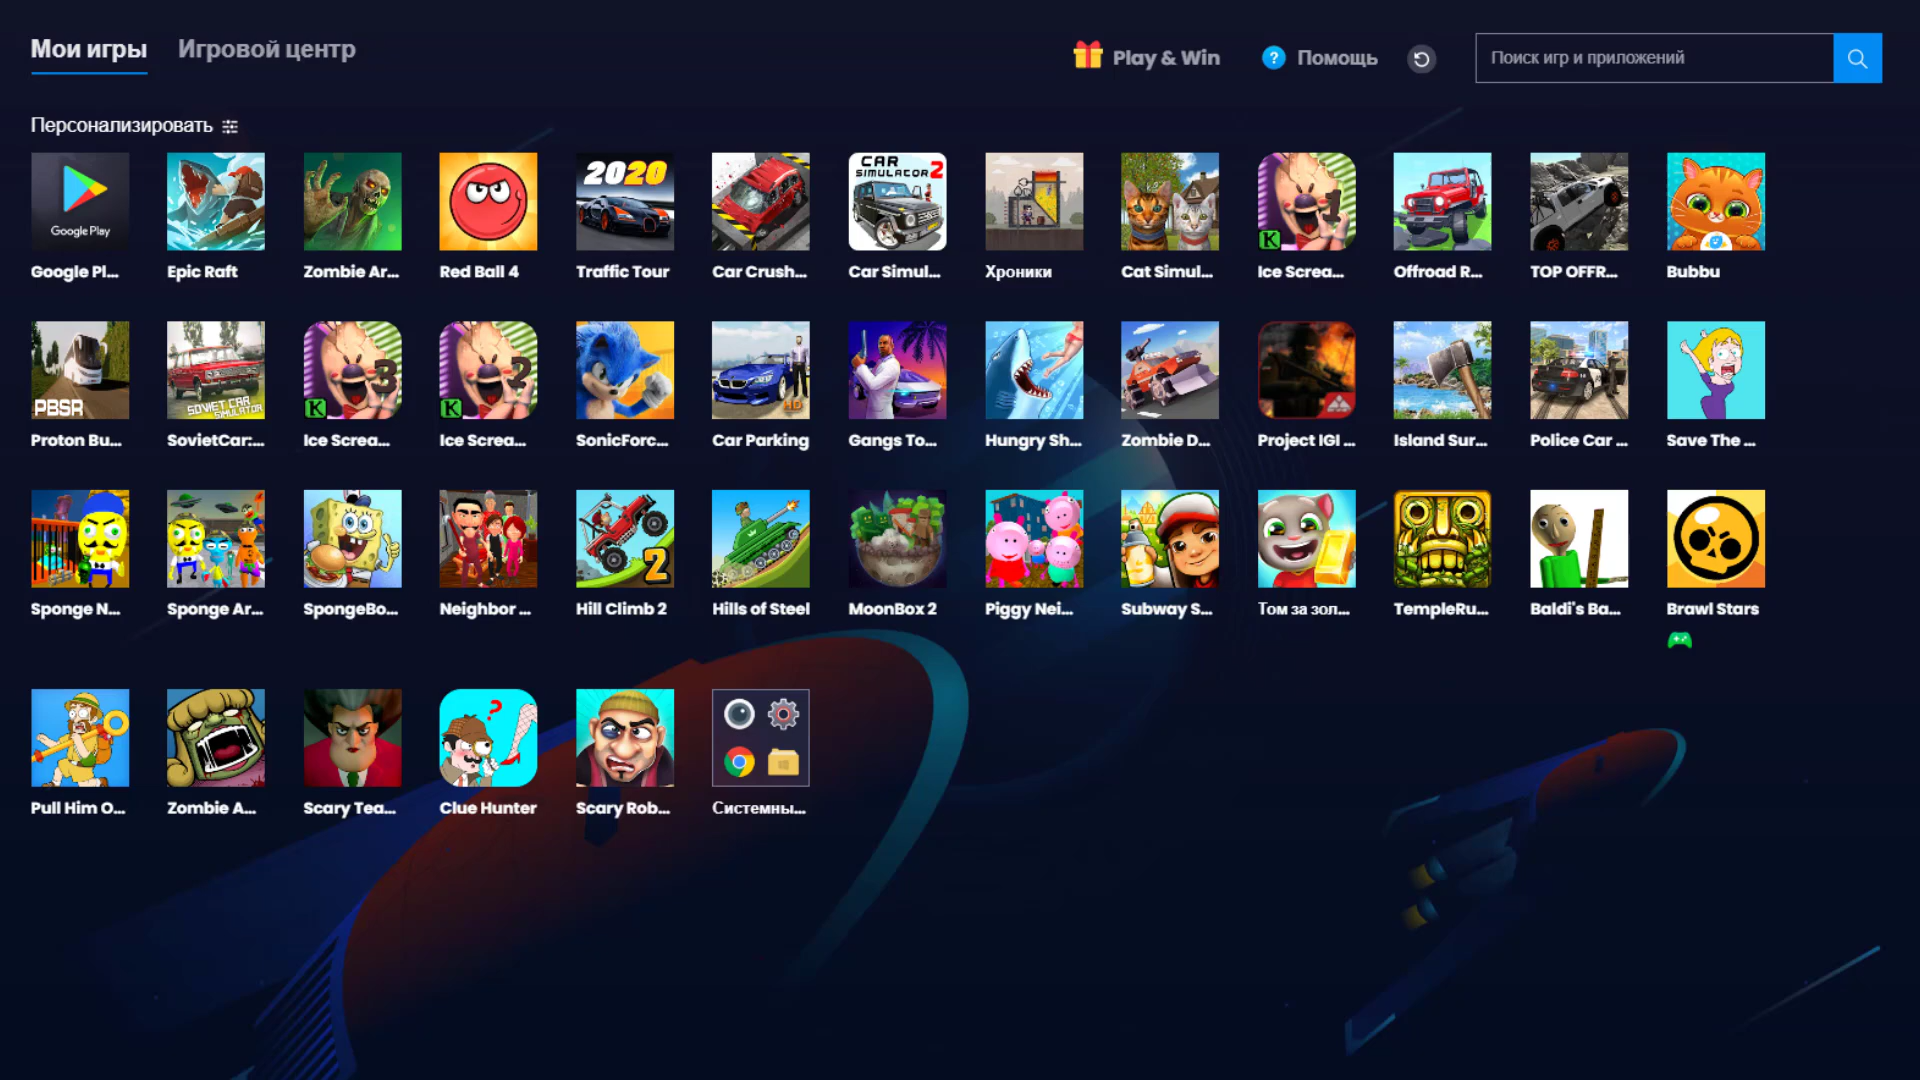 Мои игры
Игровой центр
Play & Win
? Помощь
Поиск игр и приложений
Персонализировать
Google Play
2020
CAR SIMULATOR 2
1
K
Google Pl...
Epic Raft
Zombie Ar...
Red Ball 4
Traffic Tour
Car Crush...
Car Simul...
Хроники
Cat Simul...
Ice Screa...
Offroad R...
TOP OFFR...
Bubbu
PBSR
SOVIET CAR SIMULATOR
3
K
2
K
HD
Proton Bu...
SovietCar:...
Ice Screa...
Ice Screa...
SonicForc...
Car Parking
Gangs To...
Hungry Sh...
Zombie D...
Project IGI ...
Island Sur...
Police Car ...
Save The ...
2
Sponge N...
Sponge Ar...
SpongeBo...
Neighbor ...
Hill Climb 2
Hills of Steel
MoonBox 2
Piggy Nei...
Subway S...
Том за зол...
TempleRu...
Baldi's Ba...
Brawl Stars
?
Pull Him O...
Zombie A...
Scary Tea...
Clue Hunter
Scary Rob...
Системны...